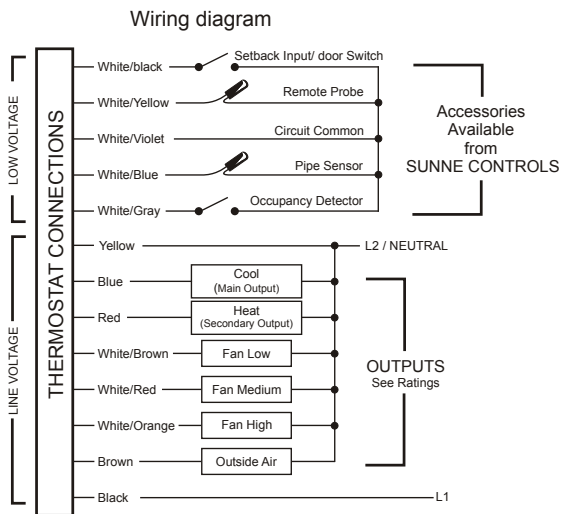 Wiring diagram
THERMOSTAT CONNECTIONS
LOW VOLTAGE
White/black
Setback Input/ door Switch
White/Yellow
Remote Probe
White/Violet
Circuit Common
White/Blue
Pipe Sensor
White/Gray
Occupancy Detector
Accessories
Available
from
SUNNE CONTROLS
LINE VOLTAGE
Yellow
L2 / NEUTRAL
Blue
Cool
(Main Output)
Red
Heat
(Secondary Output)
White/Brown
Fan Low
White/Red
Fan Medium
White/Orange
Fan High
Brown
Outside Air
OUTPUTS
See Ratings
Black
L1